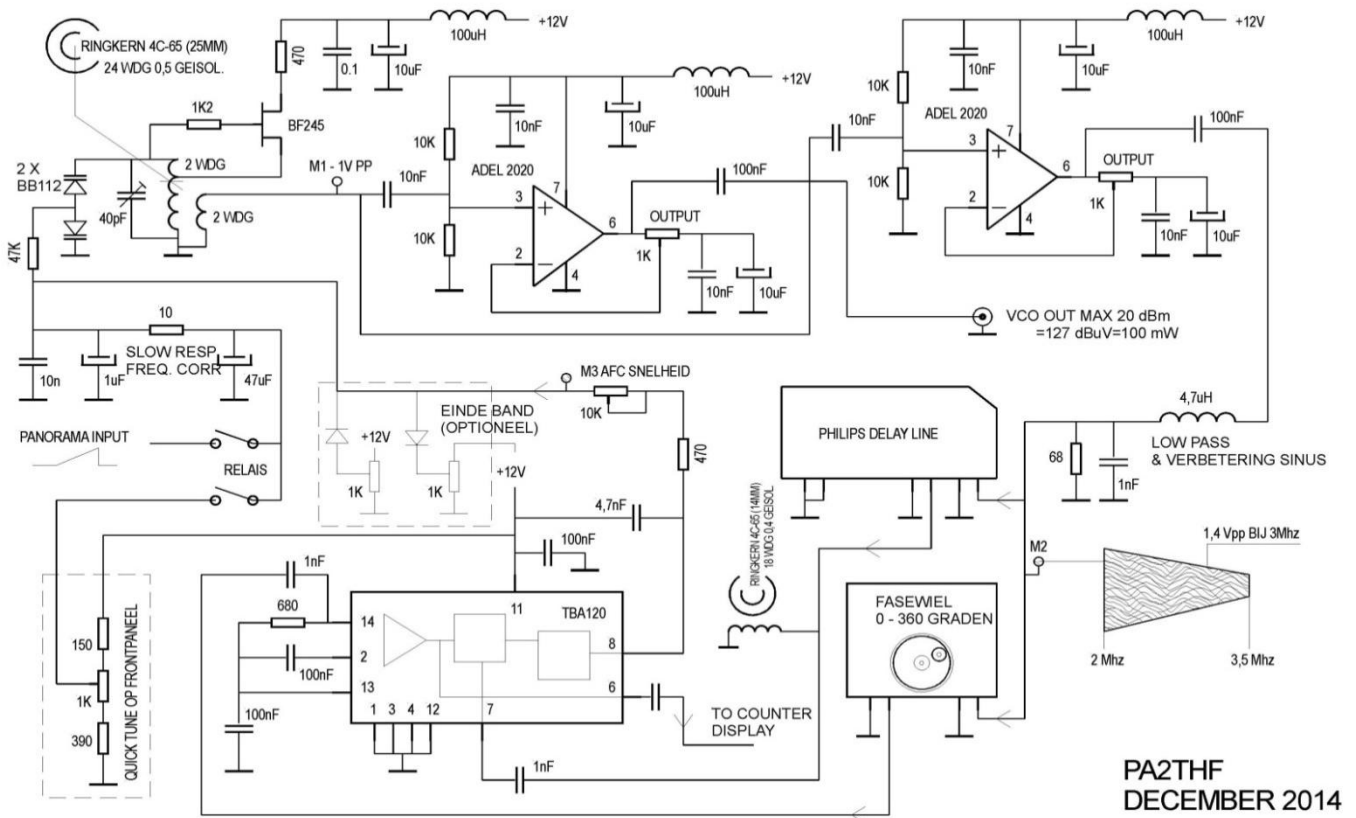 RINGKERN 4C-65 (25MM)
24 WDG 0,5 GEISOL.
470
100uH
+12V
0.1
10uF
1K2
BF245
2 X
BB112
40pF
2 WDG
2 WDG
M1 - 1V PP
10nF
10K
10K
10nF
100uH
+12V
10uF
ADEL 2020
3
2
7
6
4
100nF
OUTPUT
1K
10nF
10uF
10nF
10K
10K
10nF
100uH
+12V
10uF
ADEL 2020
3
2
7
6
4
100nF
OUTPUT
1K
10nF
10uF
VCO OUT MAX 20 dBm
=127 dBuV=100 mW
47K
10
SLOW RESP
FREQ. CORR
10n
1uF
47uF
PANORAMA INPUT
RELAIS
EINDE BAND
(OPTIONEEL)
+12V
1K
1K
+12V
M3 AFC SNELHEID
10K
470
4,7nF
100nF
PHILIPS DELAY LINE
4,7uH
LOW PASS
& VERBETERING SINUS
68
1nF
RINGKERN 4C-65 (14MM)
18 WDG 0,4 GEISOL
M2
1,4 Vpp BIJ 3Mhz
2 Mhz
3,5 Mhz
FASEWIEL
0 - 360 GRADEN
QUICK TUNE OP FRONTPANEEL
150
1K
390
1nF
680
100nF
100nF
TBA120
11
14
2
13
1
3
4
12
7
8
6
1nF
TO COUNTER
DISPLAY
PA2THF
DECEMBER 2014